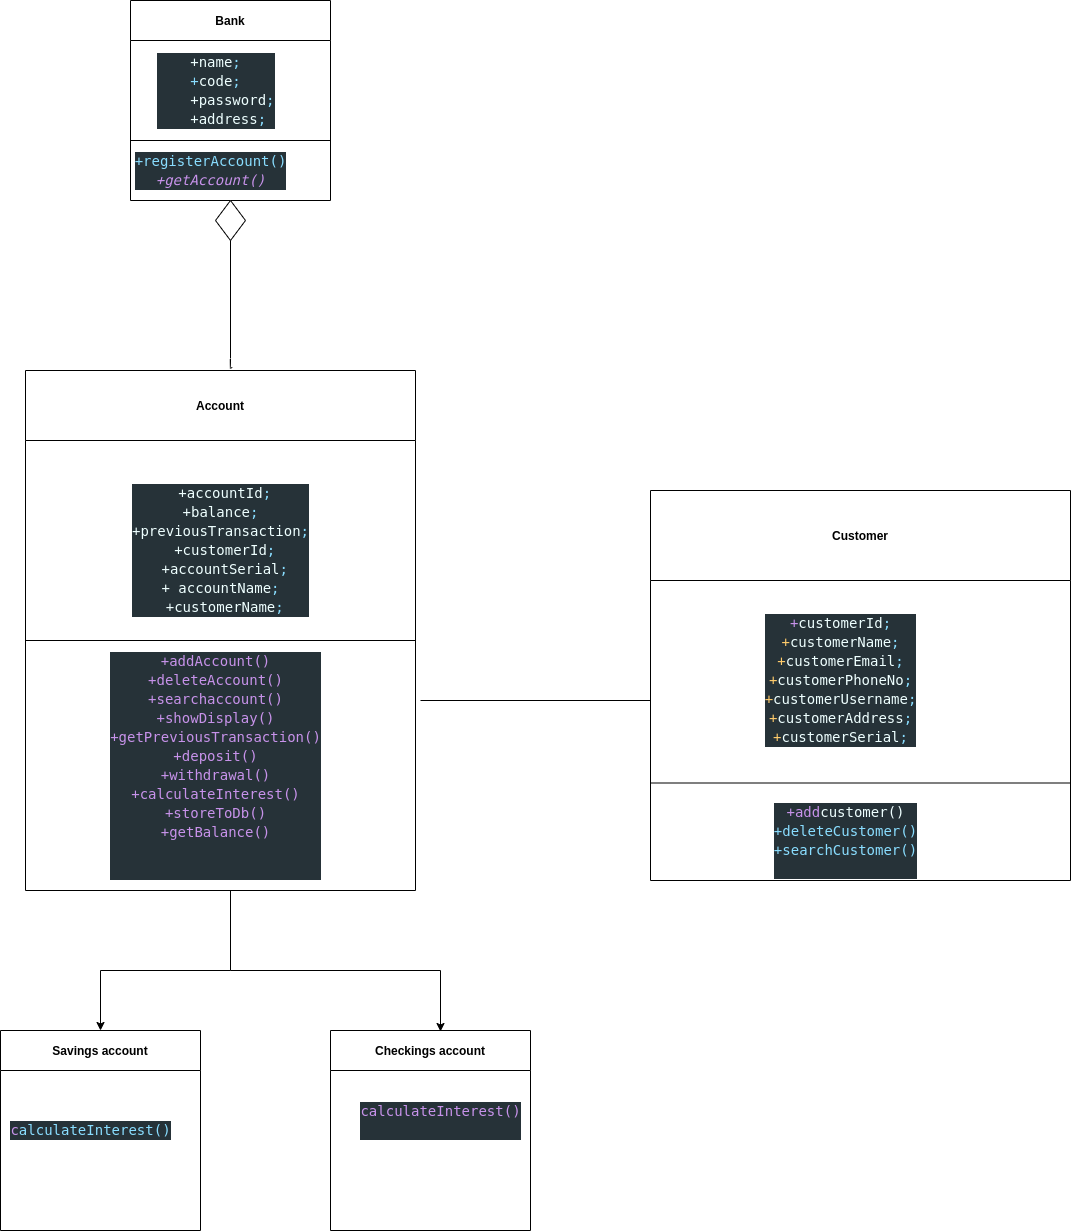 Bank
+name;
+code;
+password;
+address;
+registerAccount()
+getAccount()
Account
+accountId;
+balance;
+previousTransaction;
+customerId;
+accountSerial;
+ accountName;
+customerName;
+addAccount()
+deleteAccount()
+searchaccount()
+showDisplay()
+getPreviousTransaction()
+deposit()
+withdrawal()
+calculateInterest()
+storeToDb()
+getBalance()
Customer
+customerId;
+customerName;
+customerEmail;
+customerPhoneNo;
+customerUsername;
+customerAddress;
+customerSerial;
+addcustomer()
+deleteCustomer()
+searchCustomer()
Savings account
calculateInterest()
Checkings account
calculateInterest()